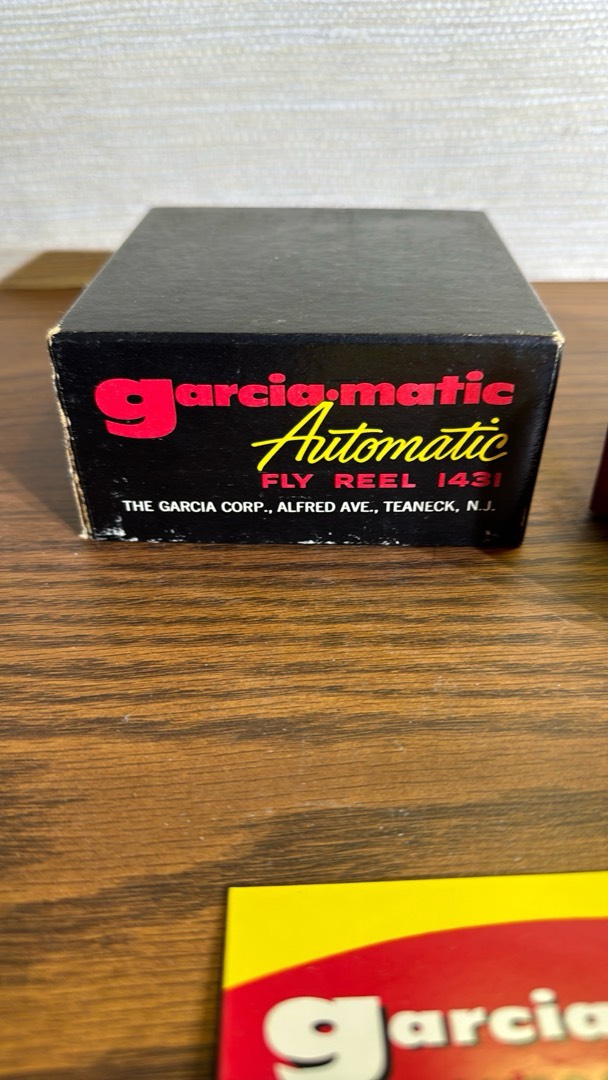 garcia·matic
Automatic
FLY REEL 1431
THE GARCIA CORP., ALFRED AVE., TEANECK, N.J.
garcia